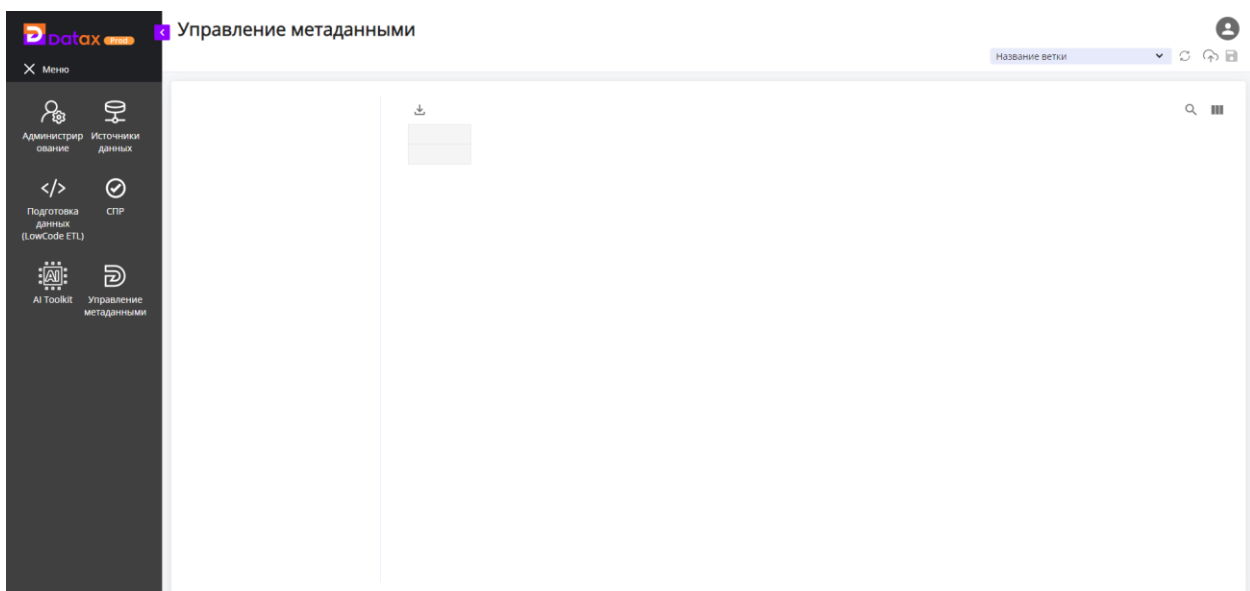 Datax Prod
Управление метаданными
Меню
Название ветки
Администрир
ование
Источники
данных
Подготовка
данных
(LowCode ETL)
СПР
AI
AI Toolkit
Управление
метаданными